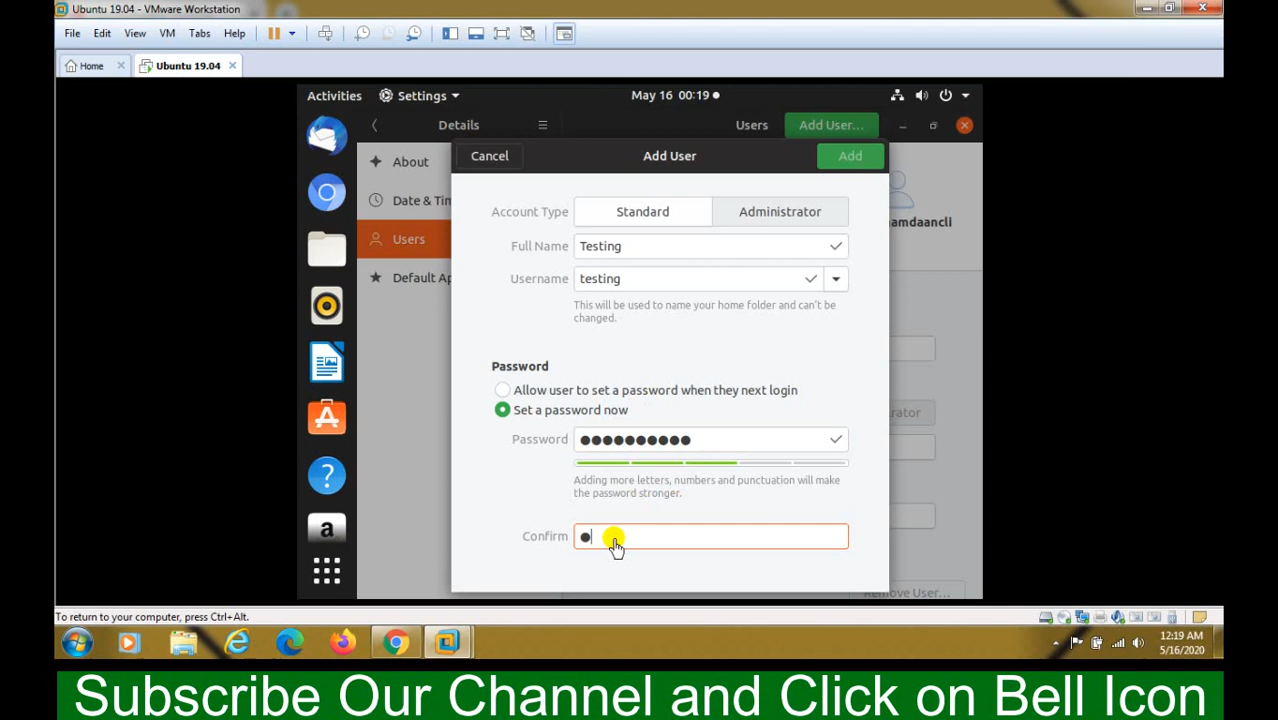 Ubuntu 19.04 - VMware Workstation
File Edit View VM Tabs Help
Home Ubuntu 19.04
Activities Settings May 16 00:19
Details Users Add User...
Cancel Add User Add
About
Date & Tim
Users
Default Ap
amdaancli
Account Type Standard Administrator
Full Name Testing
Username testing
This will be used to name your home folder and can't be
changed.
Password
Allow user to set a password when they next login
Set a password now
Password ●●●●●●●●●●
Adding more letters, numbers and punctuation will make
the password stronger.
Confirm ●
rator
Remove User...
To return to your computer, press Ctrl+Alt.
12:19 AM
5/16/2020
Subscribe Our Channel and Click on Bell Icon